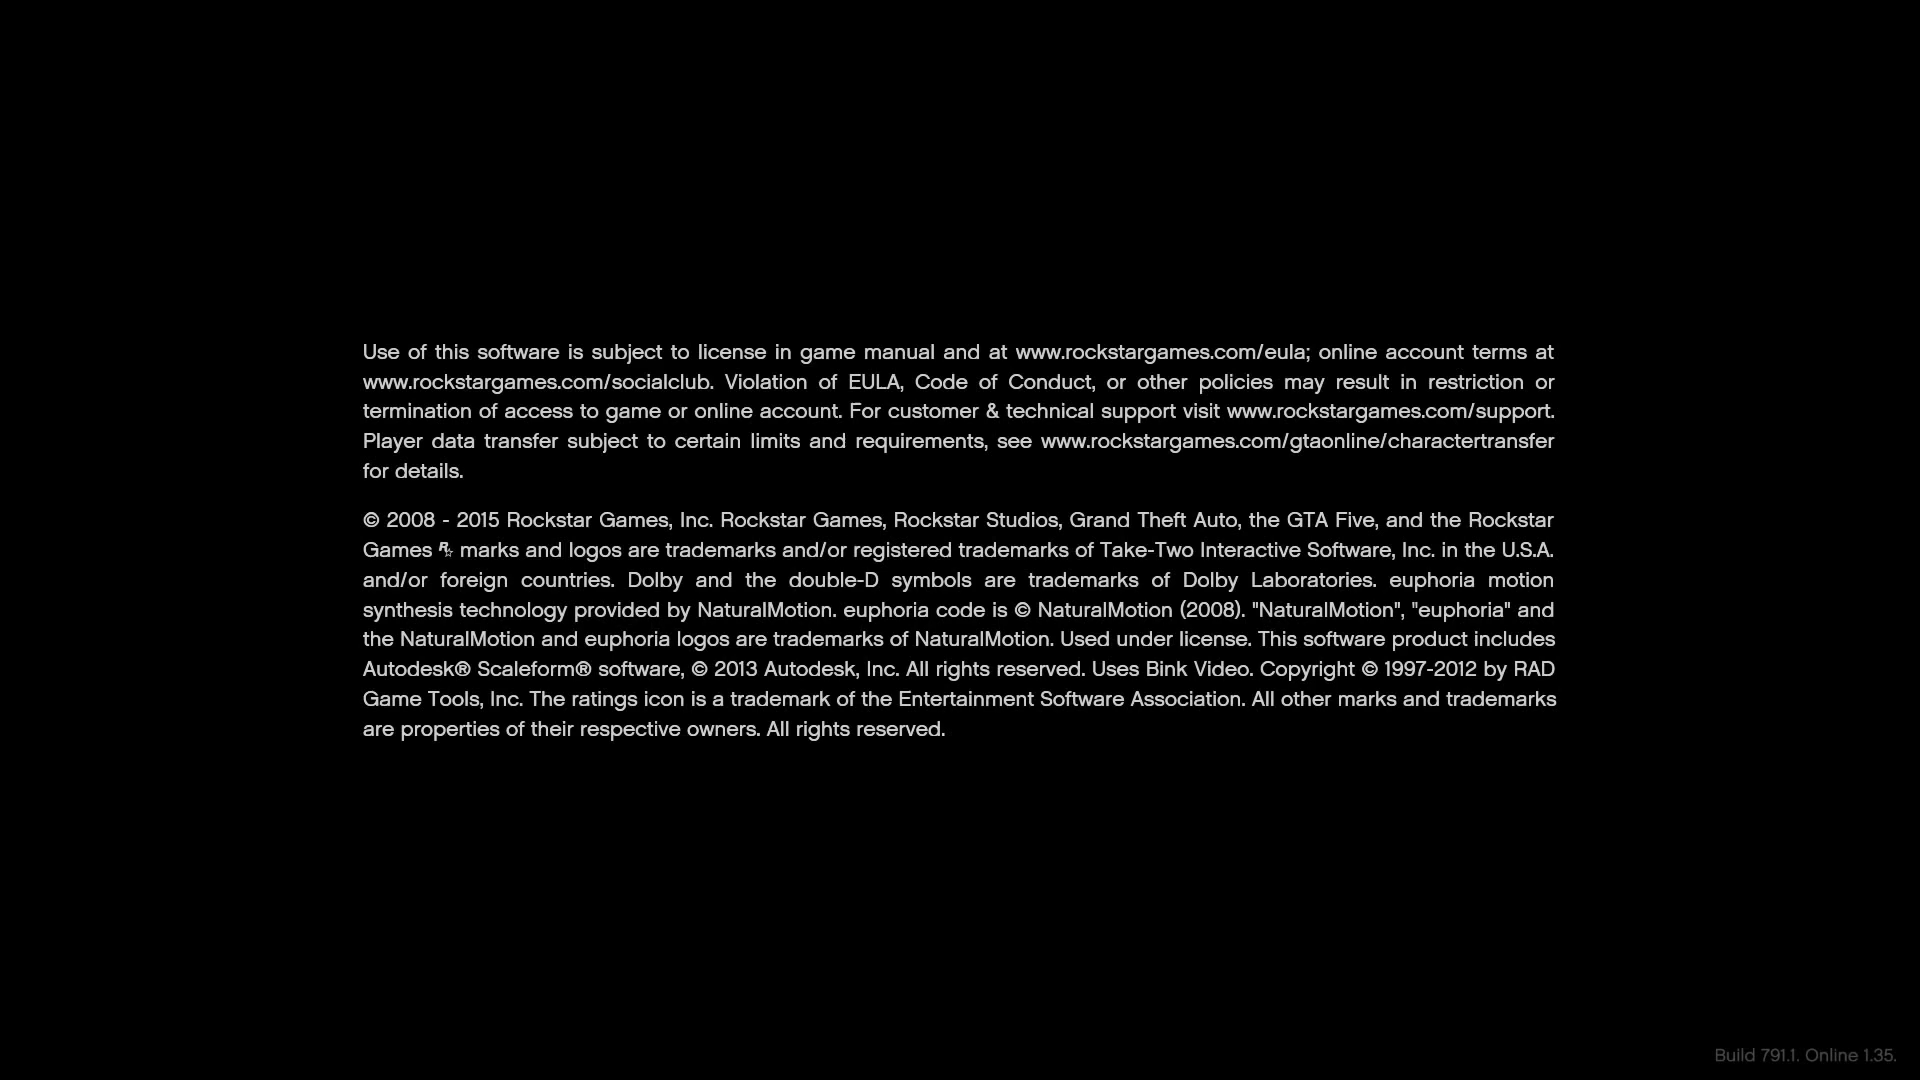 Use of this software is subject to license in game manual and at www.rockstargames.com/eula; online account terms at
www.rockstargames.com/socialclub. Violation of EULA, Code of Conduct, or other policies may result in restriction or
termination of access to game or online account. For customer & technical support visit www.rockstargames.com/support.
Player data transfer subject to certain limits and requirements, see www.rockstargames.com/gtaonline/charactertransfer
for details.
© 2008 - 2015 Rockstar Games, Inc. Rockstar Games, Rockstar Studios, Grand Theft Auto, the GTA Five, and the Rockstar
Games R* marks and logos are trademarks and/or registered trademarks of Take-Two Interactive Software, Inc. in the U.S.A.
and/or foreign countries. Dolby and the double-D symbols are trademarks of Dolby Laboratories. euphoria motion
synthesis technology provided by NaturalMotion. euphoria code is © NaturalMotion (2008). "NaturalMotion", "euphoria" and
the NaturalMotion and euphoria logos are trademarks of NaturalMotion. Used under license. This software product includes
Autodesk® Scaleform® software, © 2013 Autodesk, Inc. All rights reserved. Uses Bink Video. Copyright © 1997-2012 by RAD
Game Tools, Inc. The ratings icon is a trademark of the Entertainment Software Association. All other marks and trademarks
are properties of their respective owners. All rights reserved.
Build 791.1. Online 1.35.